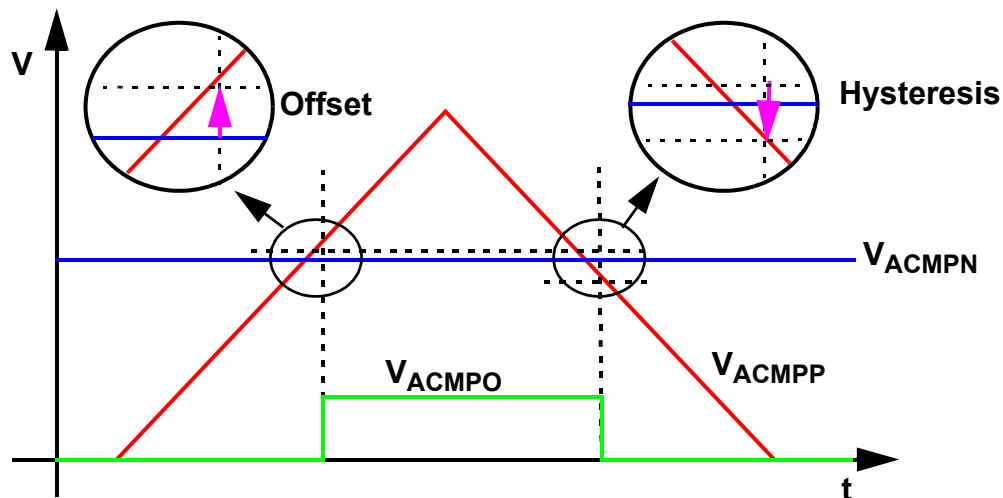 V
Offset
Hysteresis
VACMPN
VACMPO
VACMPP
t